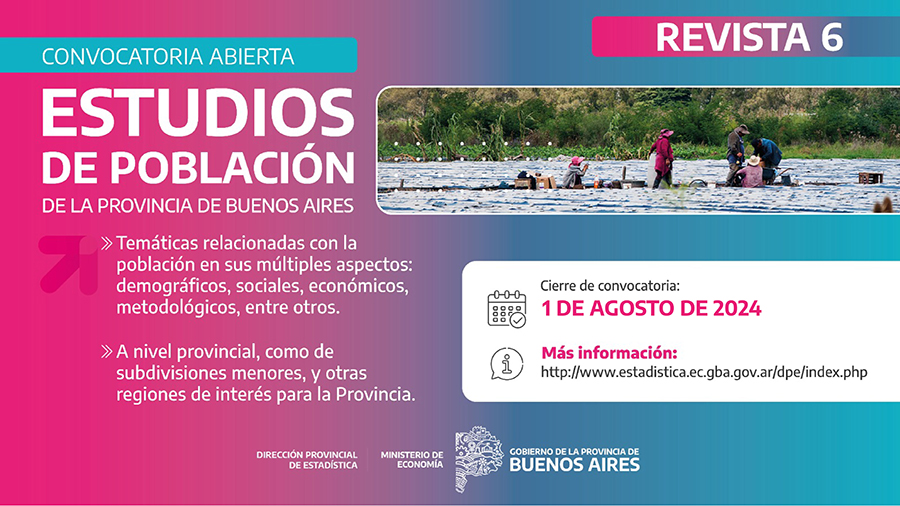 CONVOCATORIA ABIERTA
REVISTA 6
ESTUDIOS
DE POBLACIÓN
DE LA PROVINCIA DE BUENOS AIRES
Temáticas relacionadas con la
población en sus múltiples aspectos:
demográficos, sociales, económicos,
metodológicos, entre otros.
A nivel provincial, como de
subdivisiones menores, y otras
regiones de interés para la Provincia.
Cierre de convocatoria:
1 DE AGOSTO DE 2024
Más información:
http://www.estadistica.ec.gba.gov.ar/dpe/index.php
DIRECCIÓN PROVINCIAL
DE ESTADÍSTICA
MINISTERIO DE
ECONOMÍA
GOBIERNO DE LA PROVINCIA DE
BUENOS AIRES